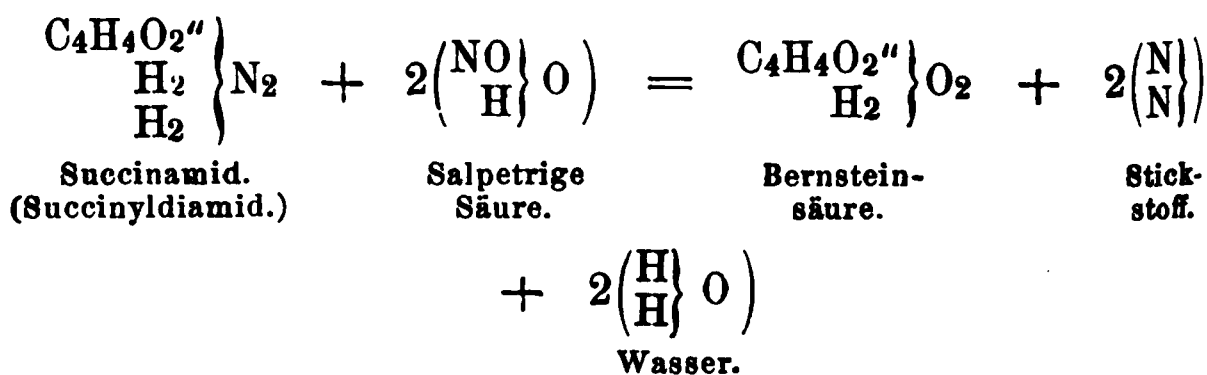 C4H4O2″
H2 } N2 + 2(NO H} O) = C4H4O2″ H2 } O2 + 2(N N})
H2
Succinamid. Salpetrige Bernstein- Stick-
(Succinyldiamid.) Säure. säure. stoff.
+ 2(H H} O)
Wasser.